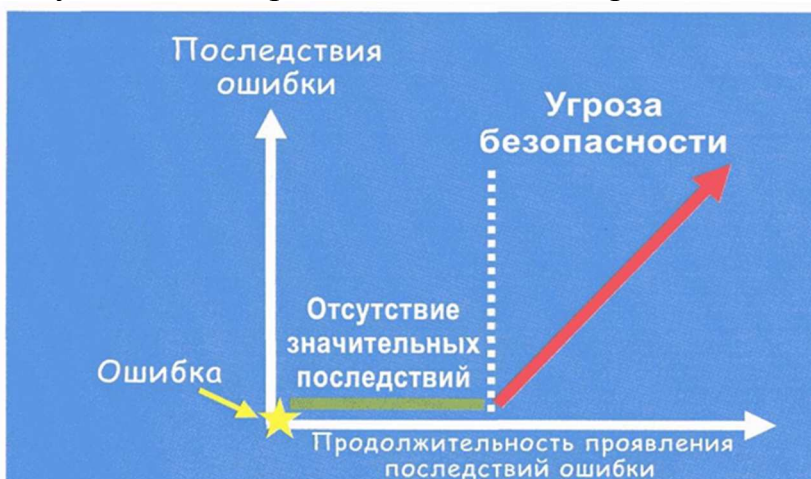 Последствия
ошибки
Угроза
безопасности
Отсутствие
значительных
последствий
Ошибка
Продолжительность проявления
последствий ошибки